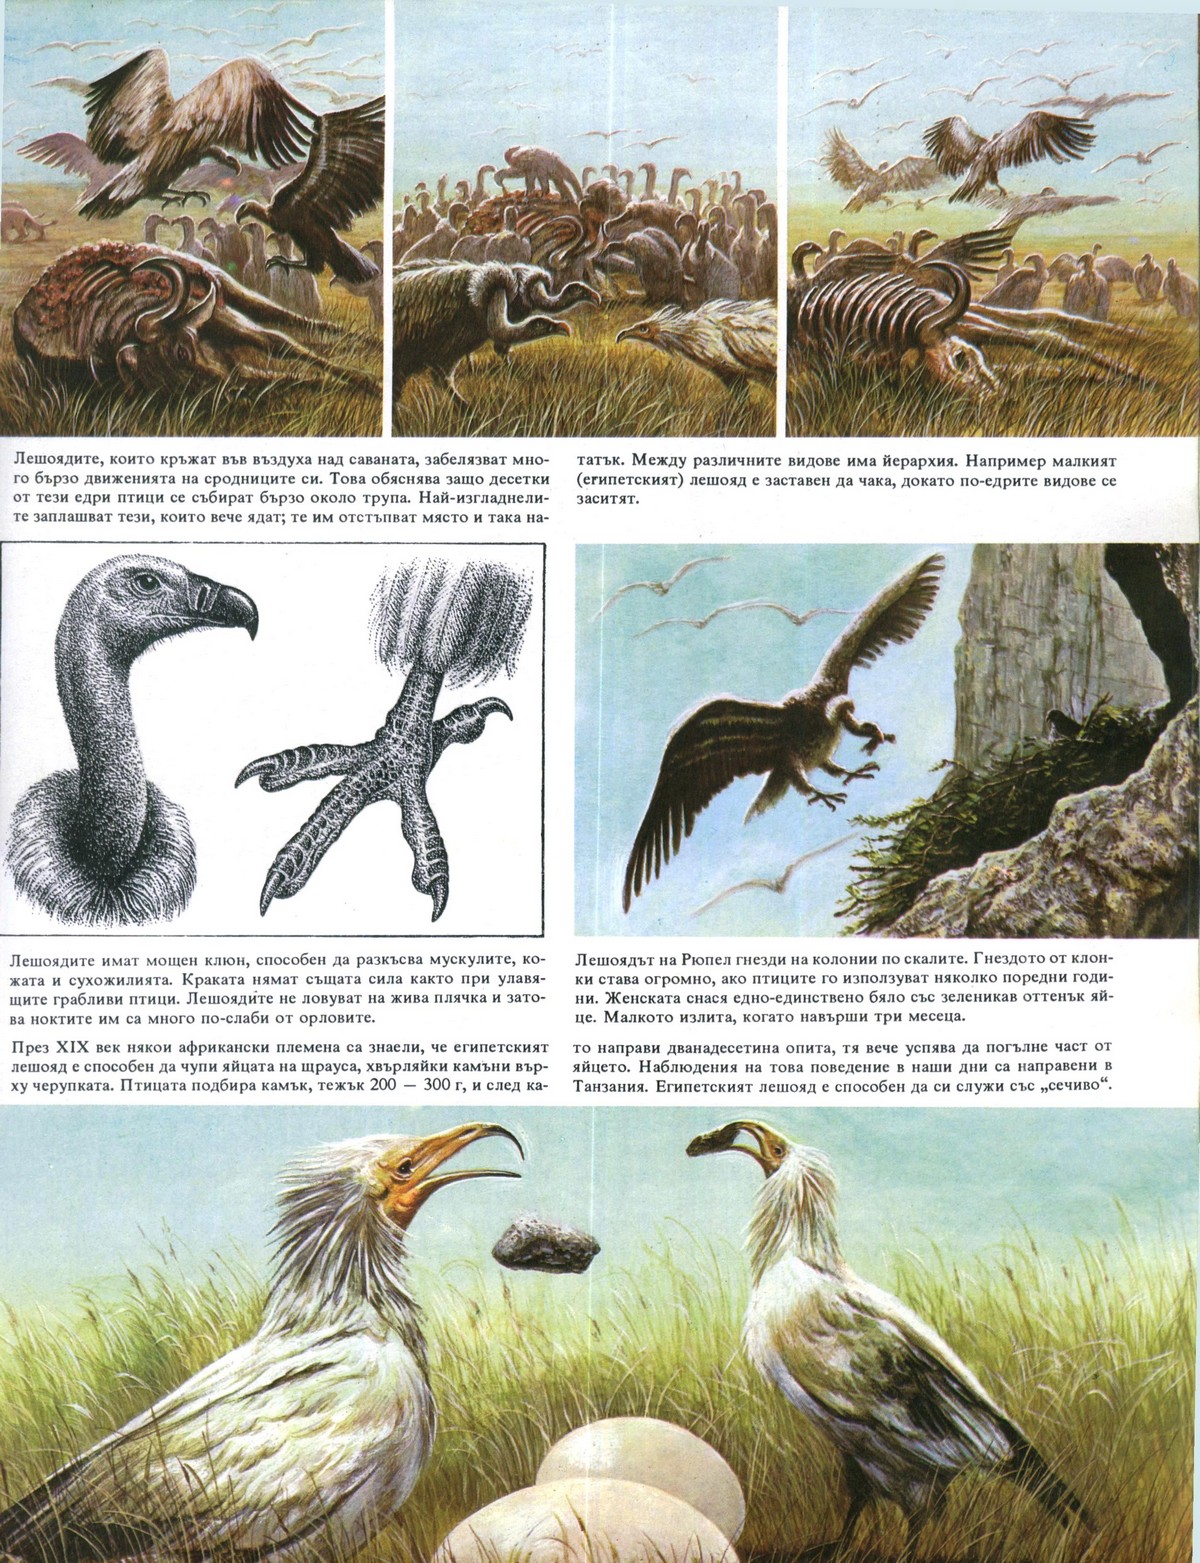 Лешоядите, които кръжат във въздуха над саваната, забелязват мно-
го бързо движенията на сродниците си. Това обяснява защо десетки
от тези едри птици се събират бързо около трупа. Най-изгладнели-
те заплашват тези, които вече ядат; те им отстъпват място и така на-
татък. Между различните видове има йерархия. Например малкият
(египетският) лешояд е заставен да чака, докато по-едрите видове се
заситят.
Лешоядите имат мощен клюн, способен да разкъсва мускулите, ко-
жата и сухожилията. Краката нямат същата сила както при улавя-
щите грабливи птици. Лешоядите не ловуват на жива плячка и зато-
ва ноктите им са много по-слаби от орловите.
Лешоядът на Рюпел гнезди на колонии по скалите. Гнездото от клон-
ки става огромно, ако птиците го използуват няколко поредни годи-
ни. Женската снася едно-единствено бяло със зеленикав оттенък яй-
це. Малкото излита, когато навърши три месеца.
През XIX век някои африкански племена са знаели, че египетският
лешояд е способен да чупи яйцата на щрауса, хвърляйки камъни вър-
ху черупката. Птицата подбира камък, тежък 200 — 300 г, и след ка-
то направи дванадесетина опита, тя вече успява да погълне част от
яйцето. Наблюдения на това поведение в наши дни са направени в
Танзания. Египетският лешояд е способен да си служи със „сечиво“.